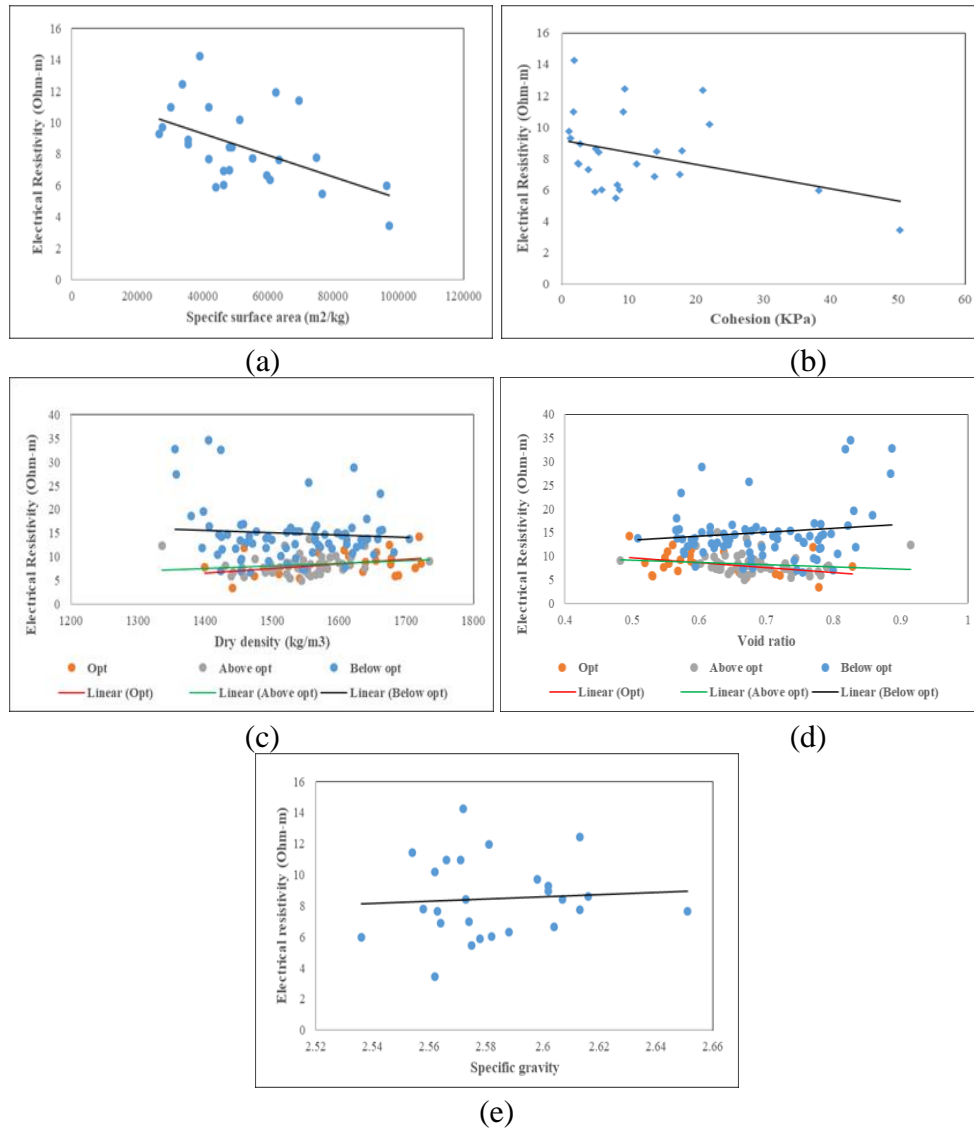 16
14
12
10
8
6
4
2
0
Electrical Resistivity (Ohm-m)
0 20000 40000 60000 80000 100000 120000
Specifc surface area (m2/kg)
(a)
16
14
12
10
8
6
4
2
0
Electrical Resistivity (Ohm-m)
0 10 20 30 40 50 60
Cohesion (KPa)
(b)
40
35
30
25
20
15
10
5
0
Electrical Resistivity (Ohm-m)
1200 1300 1400 1500 1600 1700 1800
Dry density (kg/m3)
Opt Above opt Below opt
Linear (Opt) Linear (Above opt) Linear (Below opt)
(c)
40
35
30
25
20
15
10
5
0
Electrical Resistivity (Ohm-m)
0.4 0.5 0.6 0.7 0.8 0.9 1
Void ratio
Opt Above opt Below opt
Linear (Opt) Linear (Above opt) Linear (Below opt)
(d)
16
14
12
10
8
6
4
2
0
Electrical resistivity (Ohm-m)
2.52 2.54 2.56 2.58 2.6 2.62 2.64 2.66
Specific gravity
(e)